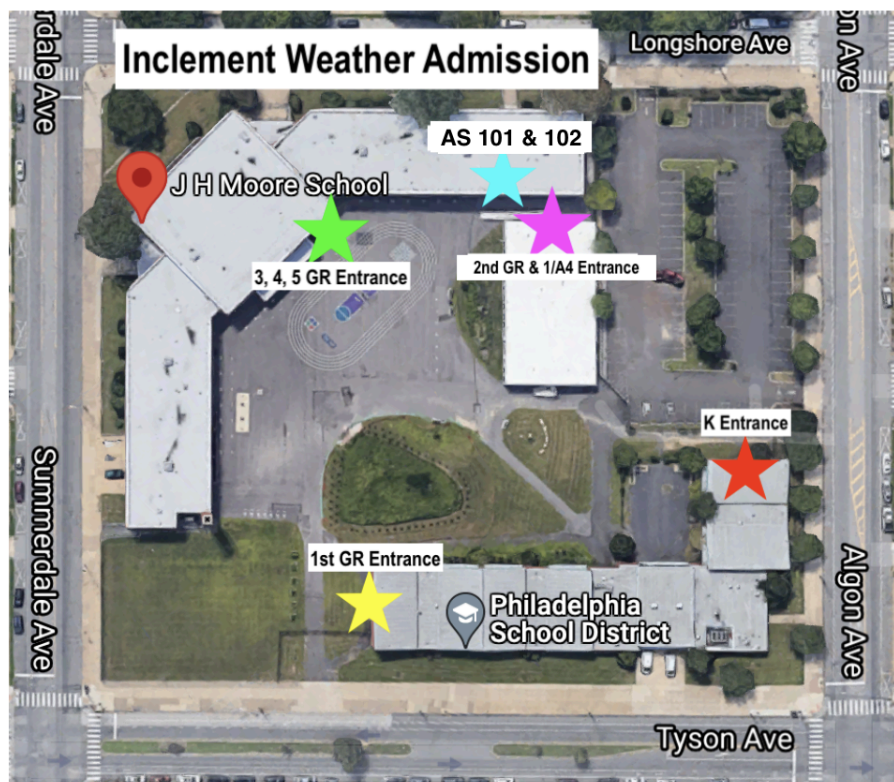 Inclement Weather Admission
Longshore Ave
rdale Ave
on Ave
AS 101 & 102
J H Moore School
3, 4, 5 GR Entrance
2nd GR & 1/A4 Entrance
K Entrance
Summerdale Ave
1st GR Entrance
Algon Ave
Philadelphia
School District
Tyson Ave